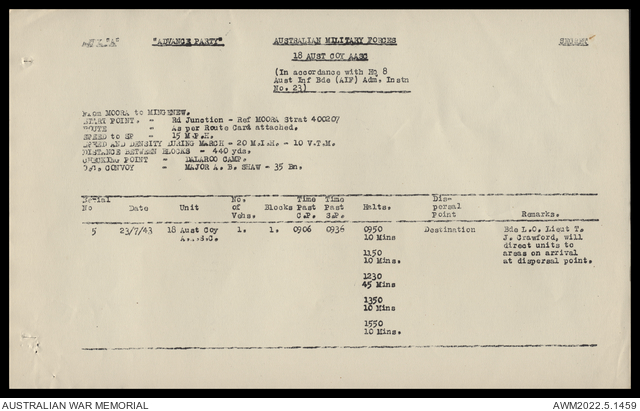 "A" "ADVANCE PARTY" AUSTRALIAN MILITARY FORCES SECRET
18 AUST COY AASC
(In accordance with HQ 8
Aust Inf Bde (AIF) Adm. Instn
No. 23)
FROM MOORA to MINGENEW.
START POINT. - Rd Junction - Ref MOORA Strat 400207
ROUTE - As per Route Card attached.
SPEED to SP - 15 M.P.H.
SPEED AND DENSITY DURING MARCH - 20 M.I.H. - 10 V.T.M.
DISTANCE BETWEEN BLOCKS - 440 yds.
CHECKING POINT - DALAROO CAMP.
O.C. CONVOY - MAJOR A. B. SHAW - 35 Bn.
Serial No Date Unit No. of Vehs. Blocks Time Past C.P. Time Past S.P. Halts. Dispersal Point Remarks.
5 23/7/43 18 Aust Coy A.A.S.C. 1. 1. 0906 0936 0950 Destination Bde L.O. Lieut T.
10 Mins J. Crawford, will
direct units to
1150 areas on arrival
10 Mins. at dispersal point.
1230
45 Mins
1350
10 Mins
1550
10 Mins.
AUSTRALIAN WAR MEMORIAL AWM2022.5.1459